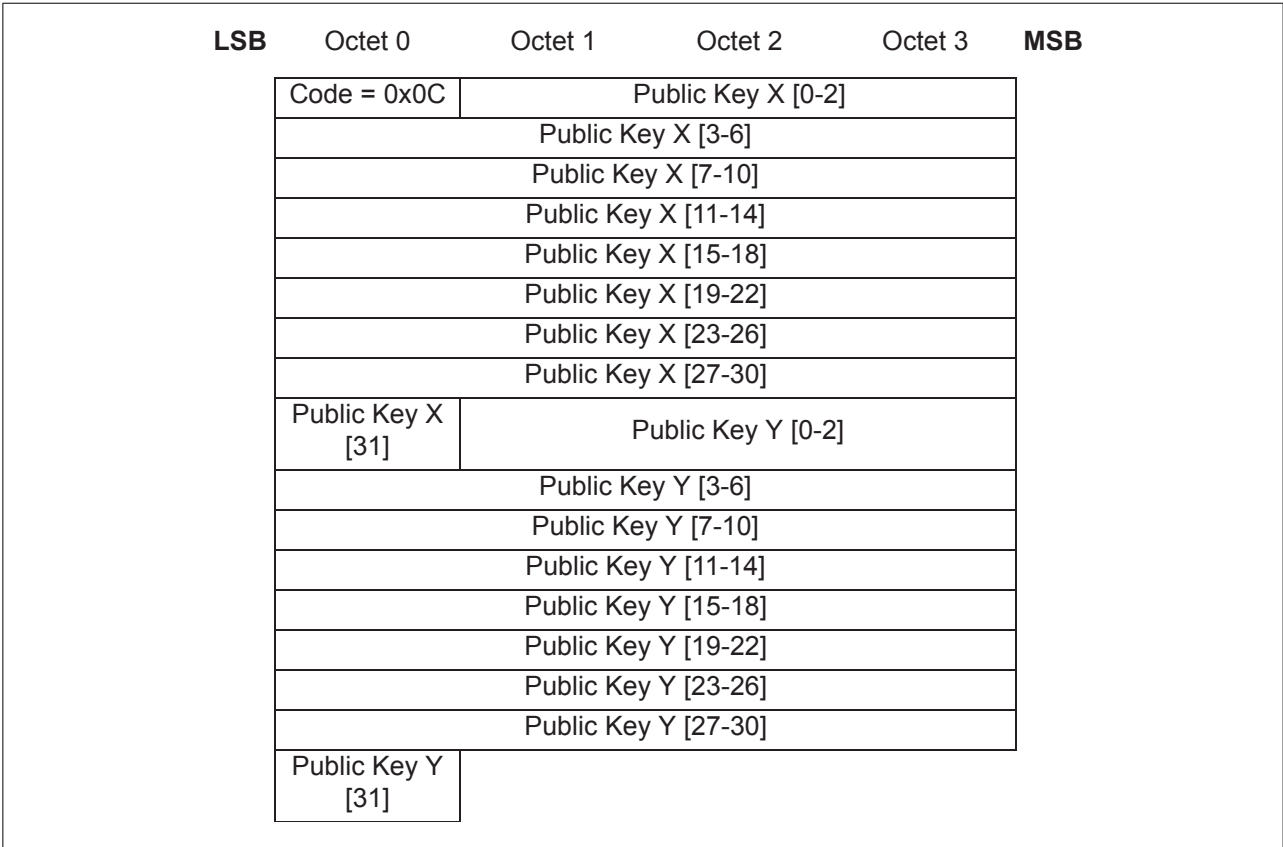 LSB Octet 0 Octet 1 Octet 2 Octet 3 MSB
Code = 0x0C Public Key X [0-2]
Public Key X [3-6]
Public Key X [7-10]
Public Key X [11-14]
Public Key X [15-18]
Public Key X [19-22]
Public Key X [23-26]
Public Key X [27-30]
Public Key X
[31]
Public Key Y [0-2]
Public Key Y [3-6]
Public Key Y [7-10]
Public Key Y [11-14]
Public Key Y [15-18]
Public Key Y [19-22]
Public Key Y [23-26]
Public Key Y [27-30]
Public Key Y
[31]